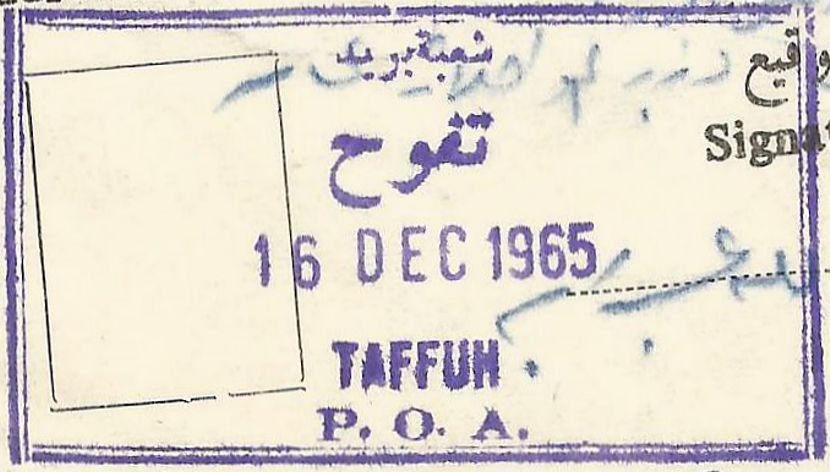 شعبة بريد
توقيع
تفوح
Signa
16 DEC 1965
TAFFUH
P. O. A.